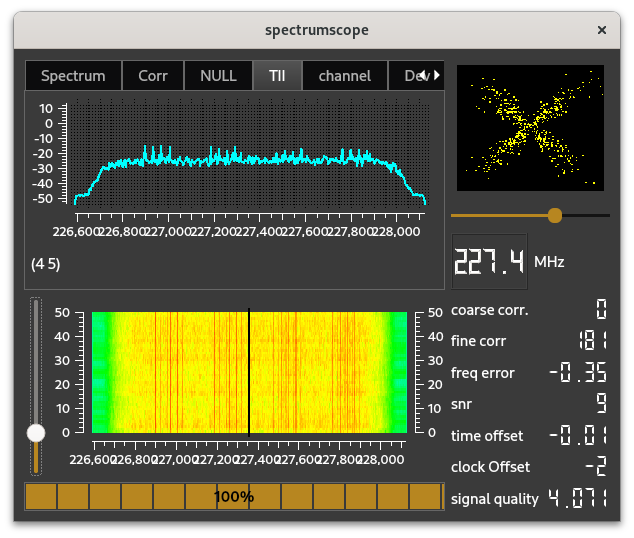 spectrumscope ×
Spectrum Corr NULL TII channel Dev
10
0
-10
-20
-30
-40
-50
226,600 226,800 227,000 227,200 227,400 227,600 227,800 228,000
(4 5)
227.4 MHz
coarse corr. 0
fine corr 181
freq error -0.35
snr 9
time offset -0.01
clock Offset -2
signal quality 4.071
50 50
40 40
30 30
20 20
10 10
0 0
226,600 226,800 227,000 227,200 227,400 227,600 227,800 228,000
100%